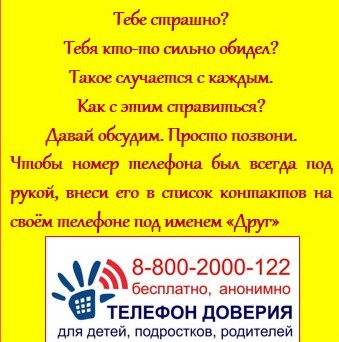 Тебе страшно?
Тебя кто-то сильно обидел?
Такое случается с каждым.
Как с этим справиться?
Давай обсудим. Просто позвони.
Чтобы номер телефона был всегда под
рукой, внеси его в список контактов на
своём телефоне под именем «Друг»
8-800-2000-122
бесплатно, анонимно
ТЕЛЕФОН ДОВЕРИЯ
для детей, подростков, родителей